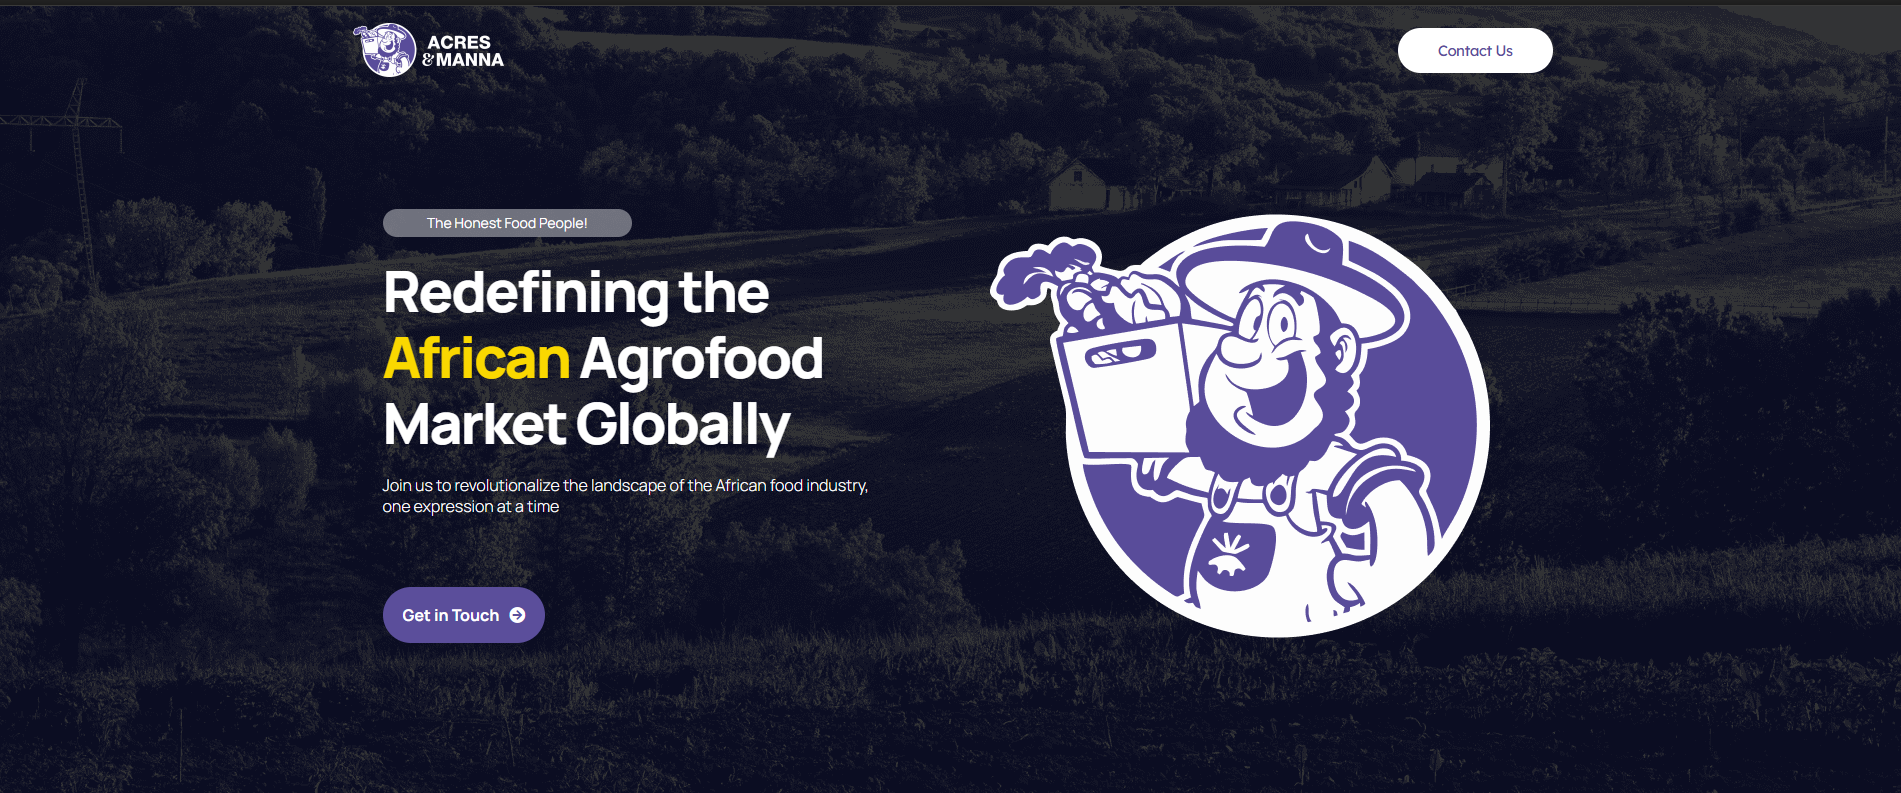 ACRES
&MANNA
Contact Us
The Honest Food People!
Redefining the
African Agrofood
Market Globally
Join us to revolutionalize the landscape of the African food industry,
one expression at a time
Get in Touch